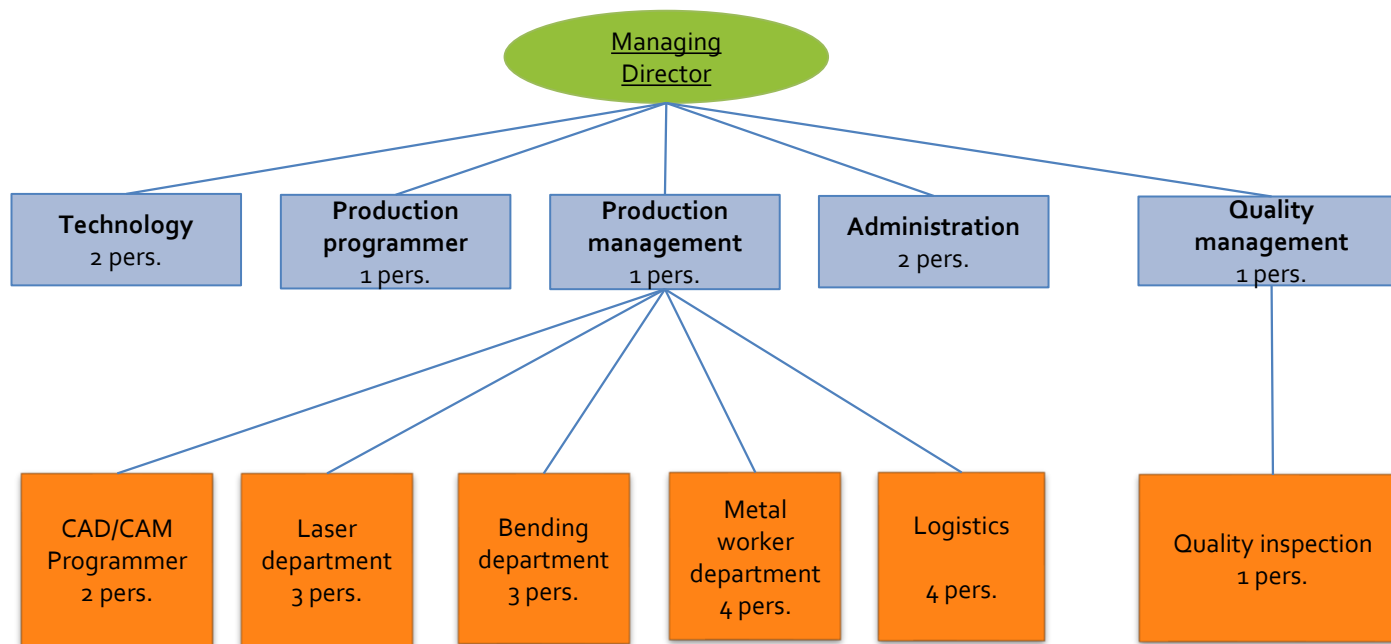 Managing
Director
Technology
2 pers.
Production
programmer
1 pers.
Production
management
1 pers.
Administration
2 pers.
Quality
management
1 pers.
CAD/CAM
Programmer
2 pers.
Laser
department
3 pers.
Bending
department
3 pers.
Metal
worker
department
4 pers.
Logistics
4 pers.
Quality inspection
1 pers.